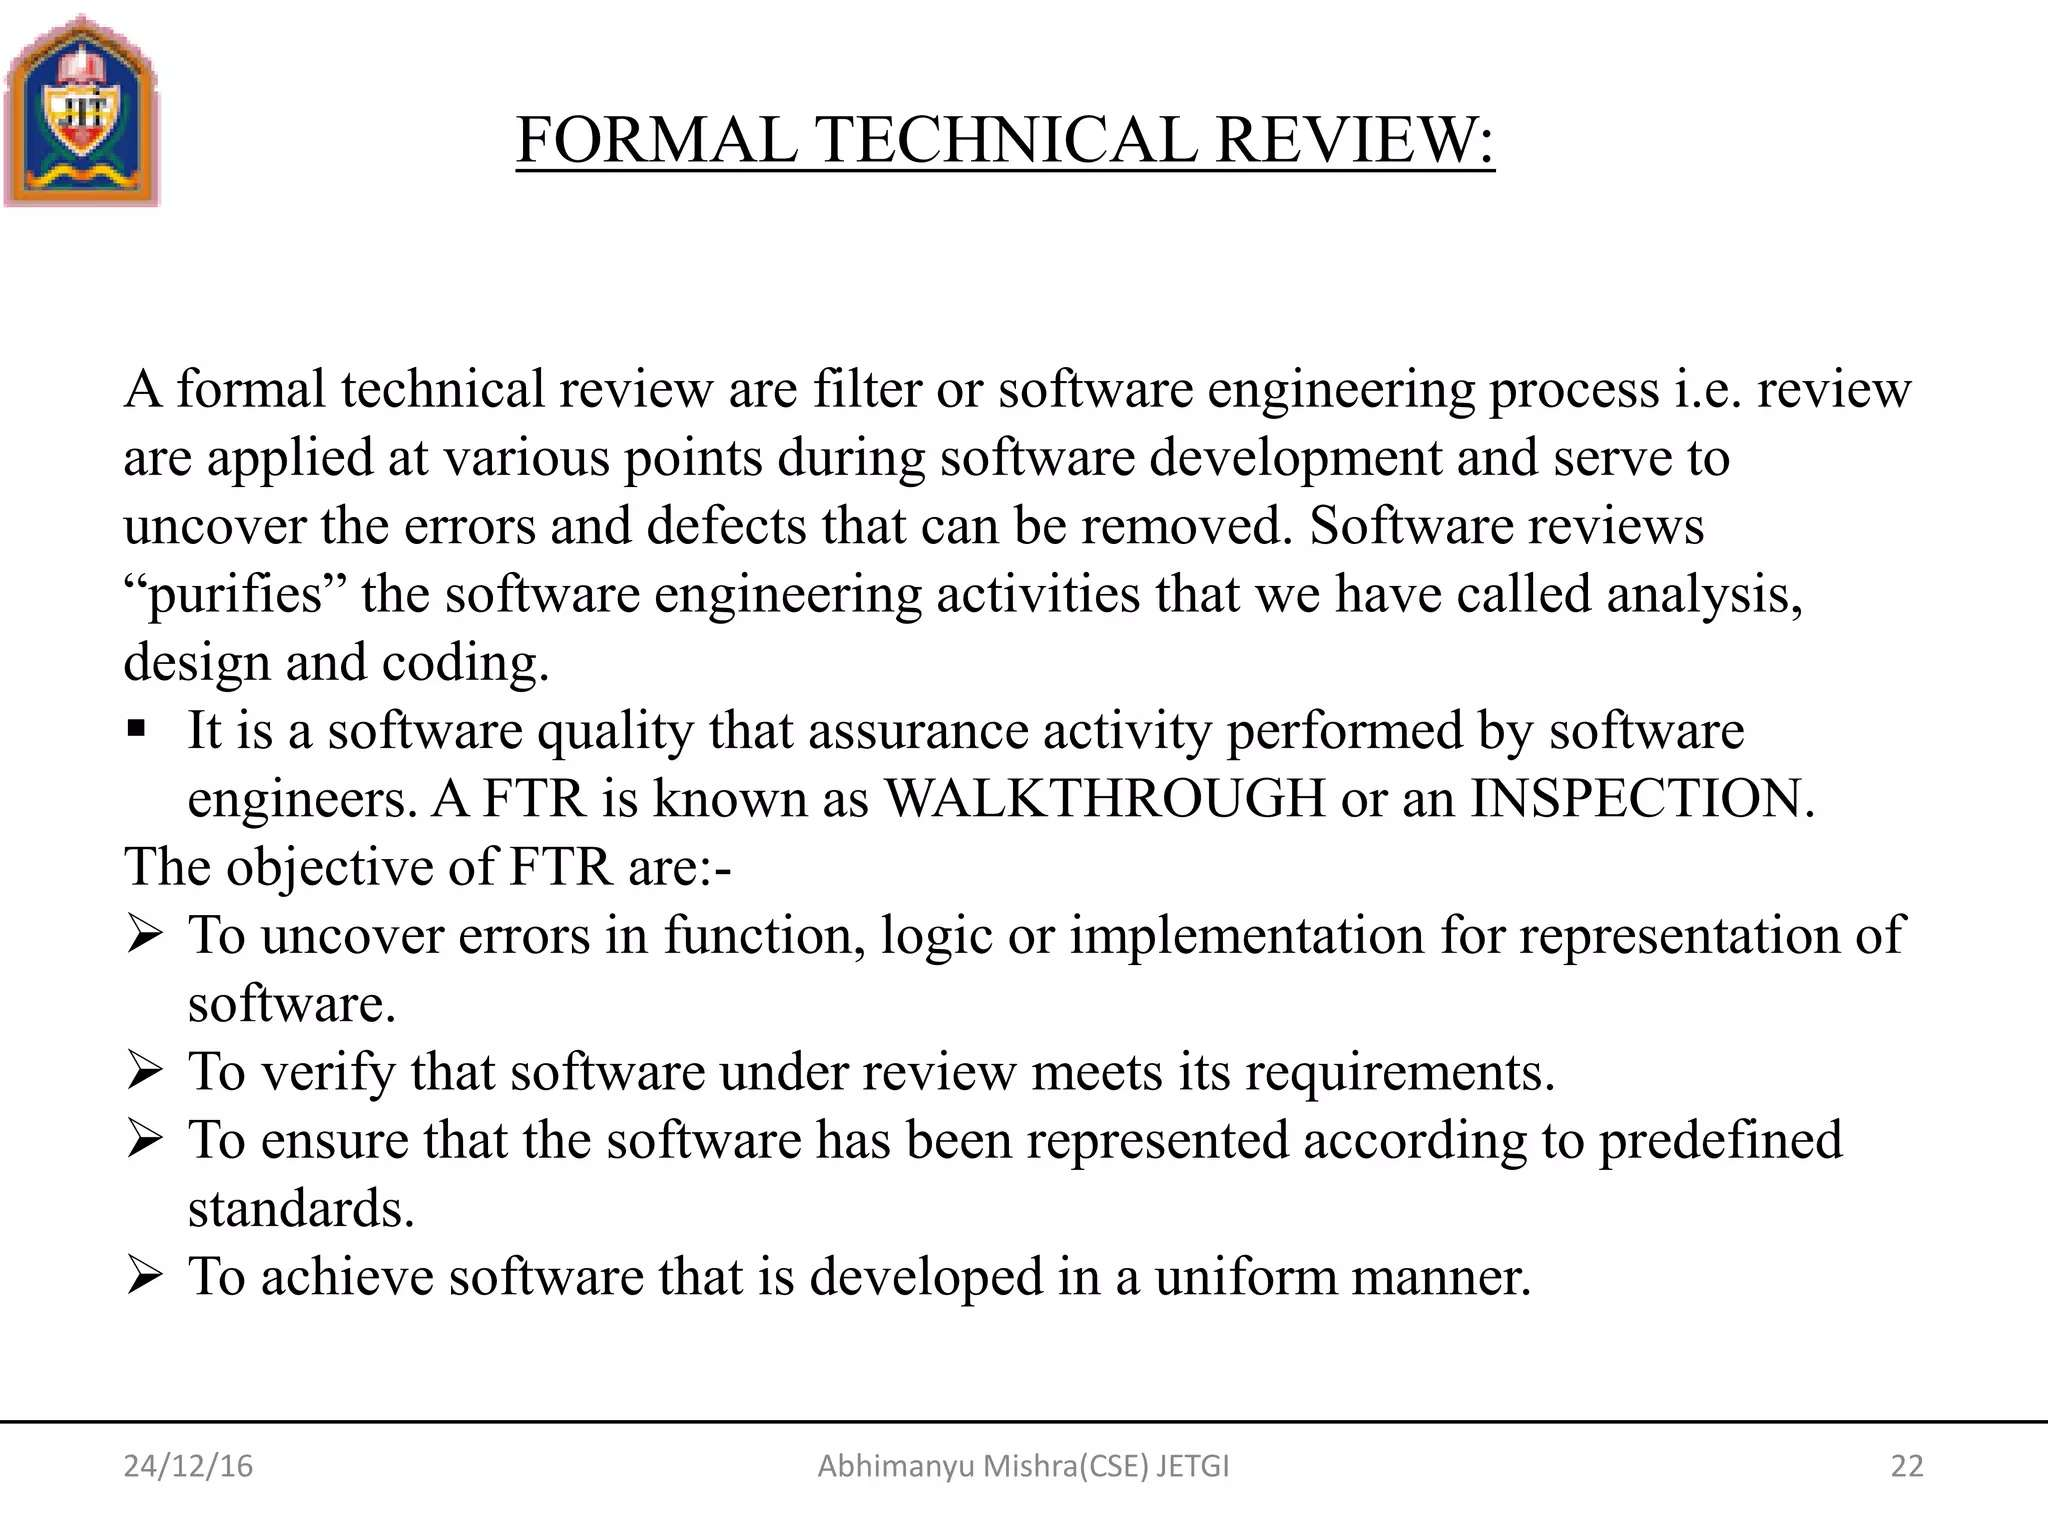 JIT
FORMAL TECHNICAL REVIEW:
A formal technical review are filter or software engineering process i.e. review
are applied at various points during software development and serve to
uncover the errors and defects that can be removed. Software reviews
“purifies” the software engineering activities that we have called analysis,
design and coding.
▪ It is a software quality that assurance activity performed by software
engineers. A FTR is known as WALKTHROUGH or an INSPECTION.
The objective of FTR are:-
➢ To uncover errors in function, logic or implementation for representation of
software.
➢ To verify that software under review meets its requirements.
➢ To ensure that the software has been represented according to predefined
standards.
➢ To achieve software that is developed in a uniform manner.
24/12/16
Abhimanyu Mishra(CSE) JETGI
22